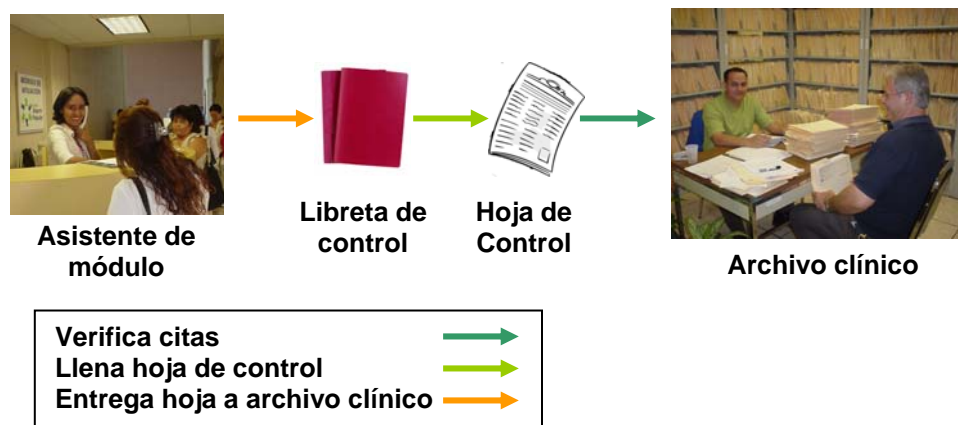 Asistente de
módulo
Libreta de
control
Hoja de
Control
Archivo clínico
Verifica citas
Llena hoja de control
Entrega hoja a archivo clínico